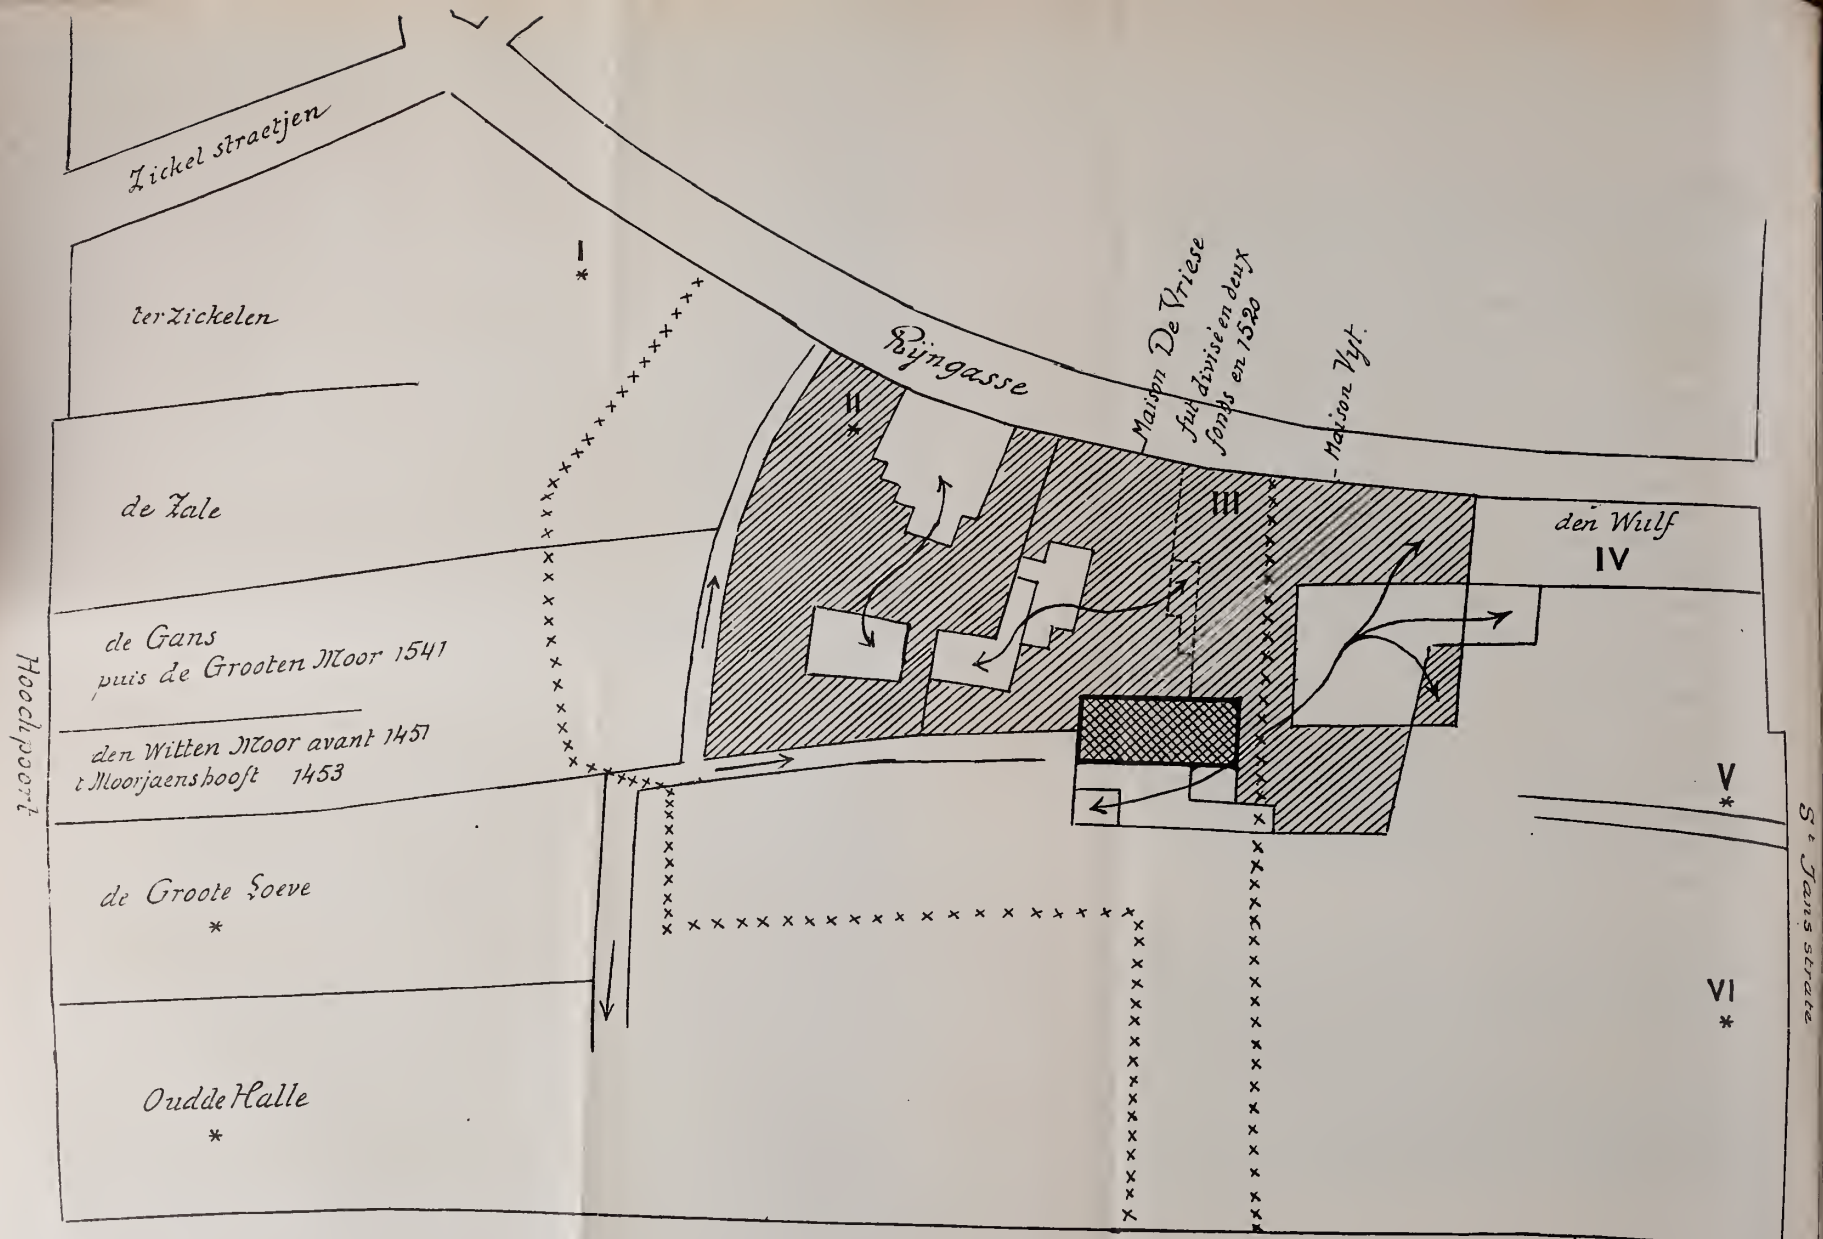 Zickel straetjen
I
*
ter Zickelen
Rijngasse
Maison De Vriese
fut divisé en deux
fonds en 1520
Maison Vyt.
II
*
III
de Zale
den Wulf
IV
de Gans
puis de Grooten Moor 1541
den Witten Moor avant 1451
t Moorjaenshooft 1453
Hoochpoort
V
*
St Jans strate
de Groote Loeve
*
VI
*
Oudde Halle
*